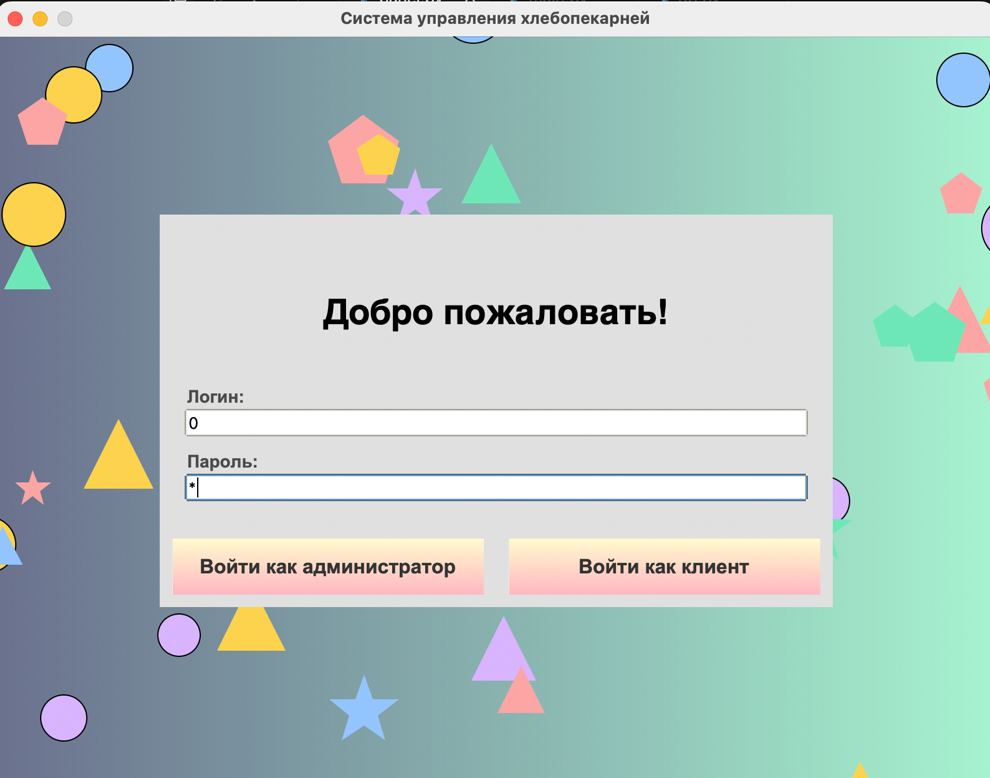 Система управления хлебопекарней
Добро пожаловать!
Логин:
0
Пароль:
*
Войти как администратор
Войти как клиент